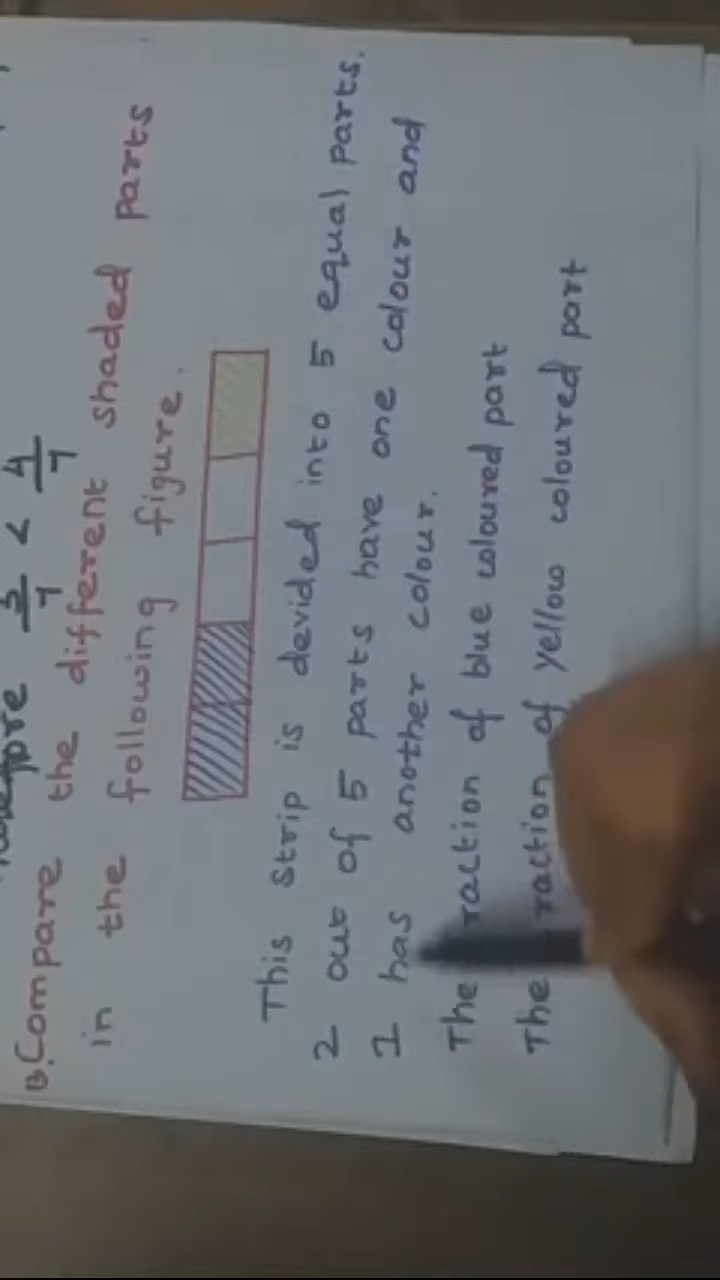 < 4/7
B. Compare the different shaded parts
in the following figure.
This strip is devided into 5 equal parts.
2 out of 5 parts have one colour and
1 has another colour.
The raction of blue coloured part
The raction of yellow coloured part